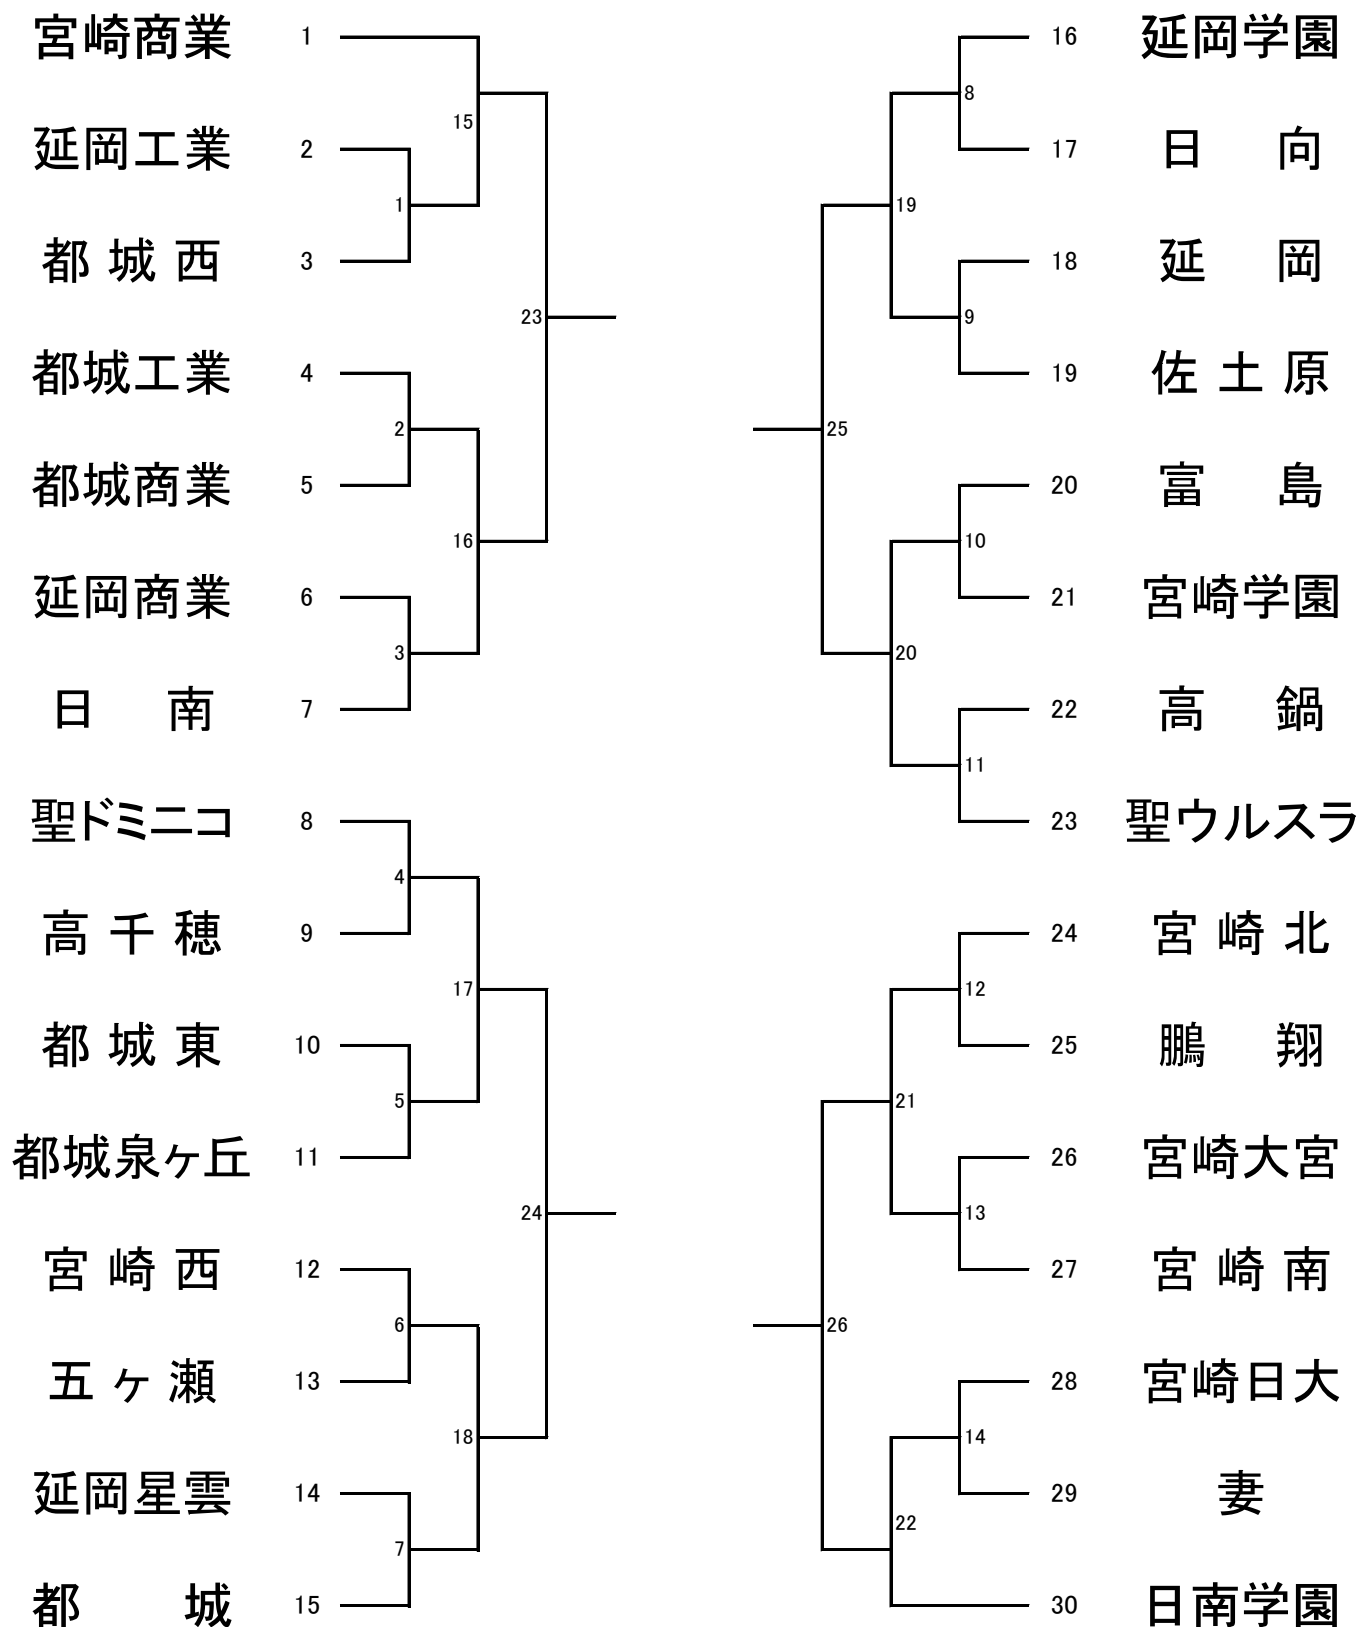 宮崎商業 1 16 延岡学園
8
15
延岡工業 2 17 日 向
1 19
都 城 西 3 18 延 岡
23 9
都城工業 4 19 佐 土 原
2 25
都城商業 5 20 富 島
16 10
延岡商業 6 21 宮崎学園
3 20
日 南 7 22 高 鍋
11
聖ドミニコ 8 23 聖ウルスラ
4
高 千 穂 9 24 宮 崎 北
17 12
都 城 東 10 25 鵬 翔
5 21
都城泉ヶ丘 11 26 宮崎大宮
24 13
宮 崎 西 12 27 宮 崎 南
6 26
五 ヶ 瀬 13 28 宮崎日大
18 14
延岡星雲 14 29 妻
22
7
都 城 15 30 日南学園